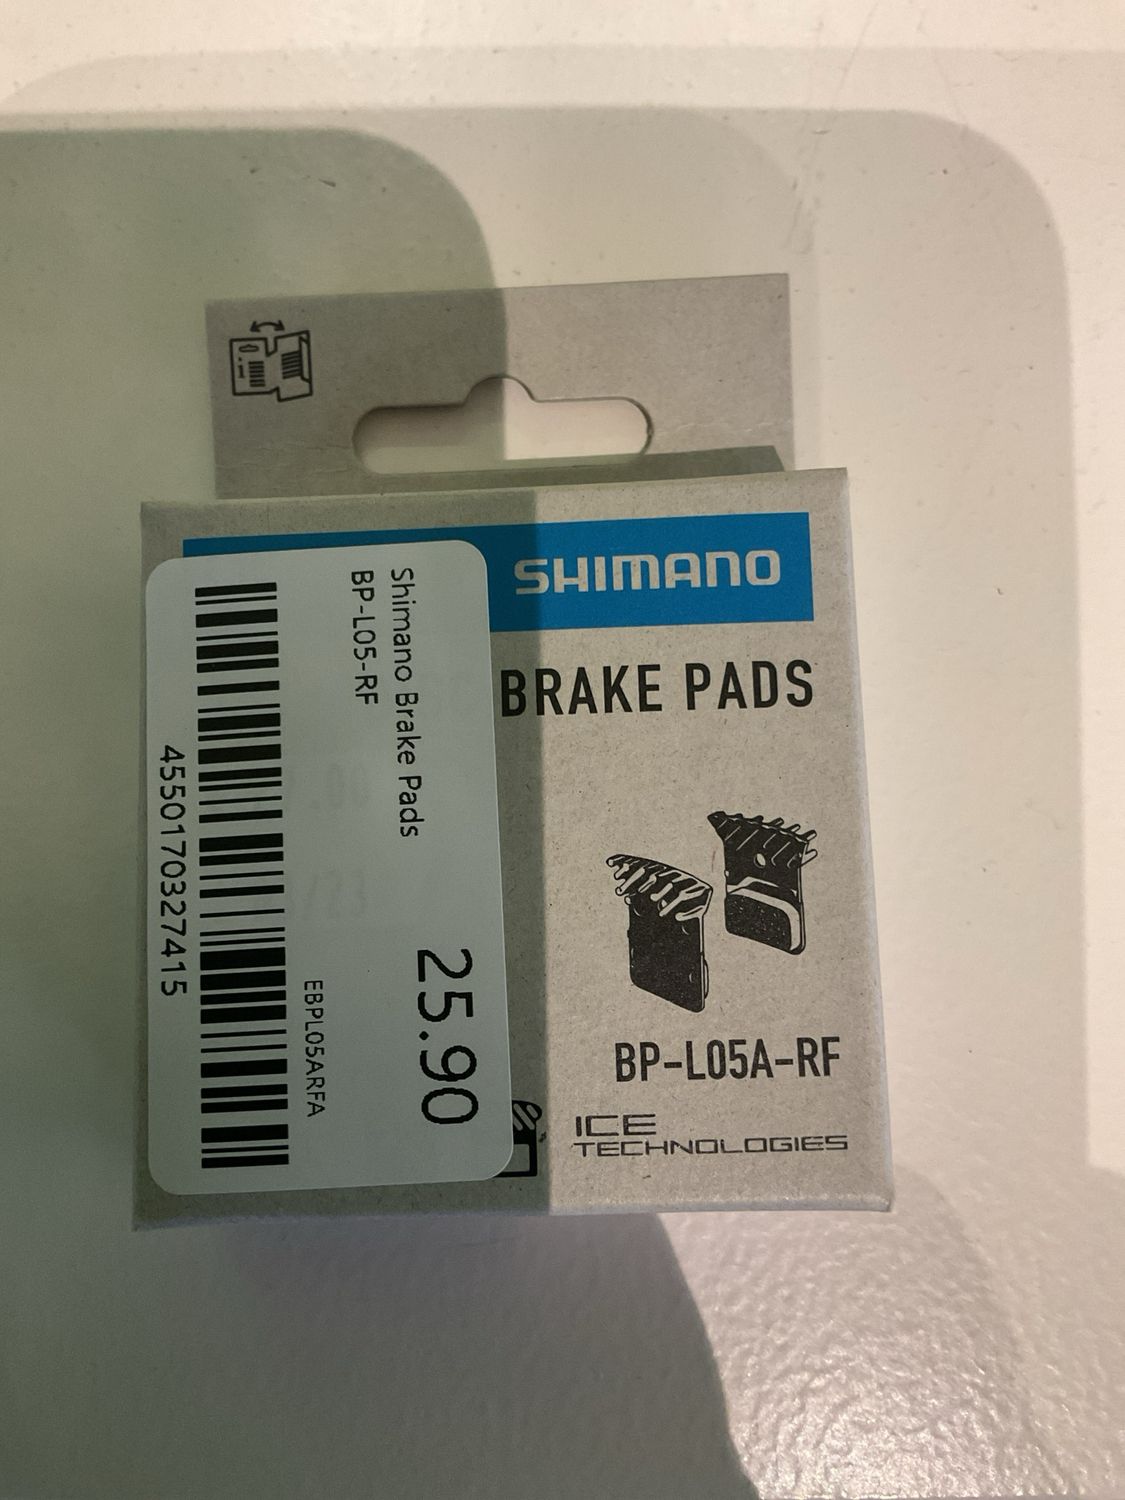 SHIMANO
BRAKE PADS
BP-L05A-RF
ICE
TECHNOLOGIES
Shimano Brake Pads
BP-L05-RF
25.90
EBPL05ARFA
4550170327415